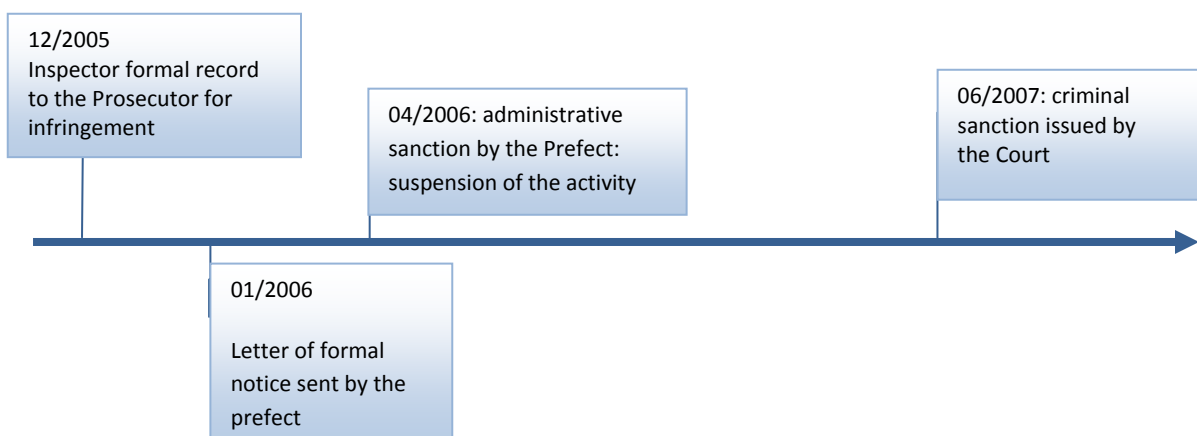 12/2005
Inspector formal record
to the Prosecutor for
infringement
04/2006: administrative
sanction by the Prefect:
suspension of the activity
06/2007: criminal
sanction issued by
the Court
01/2006
Letter of formal
notice sent by the
prefect